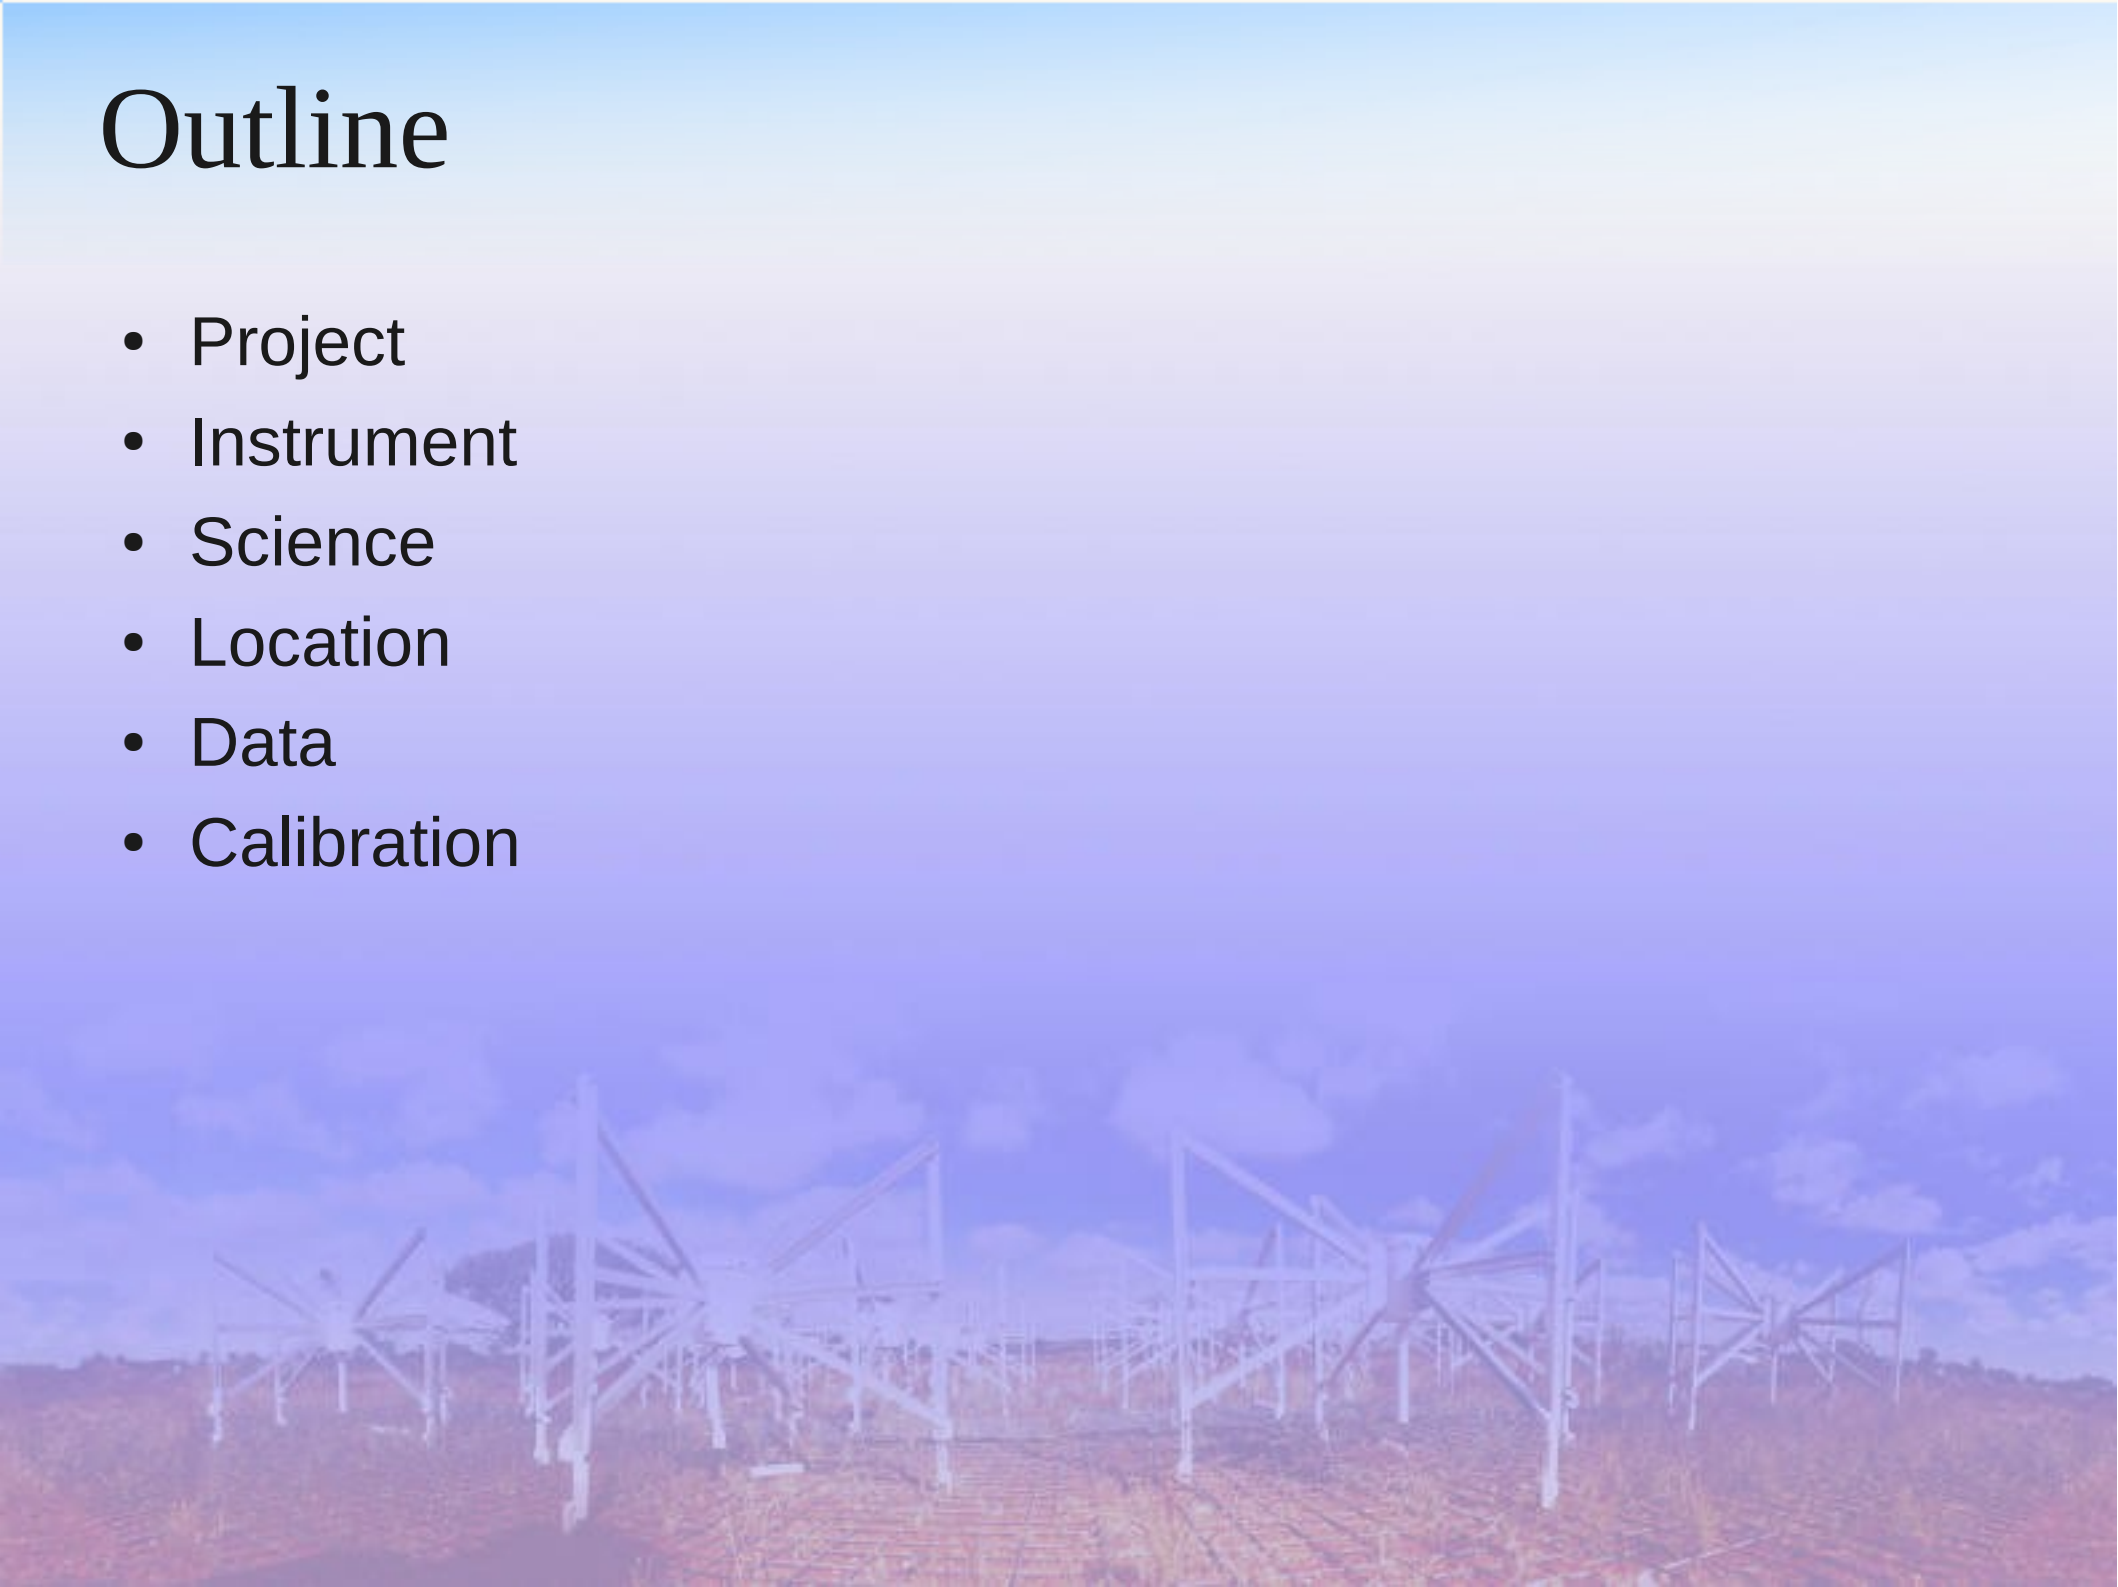 Outline
• Project
• Instrument
• Science
• Location
• Data
• Calibration